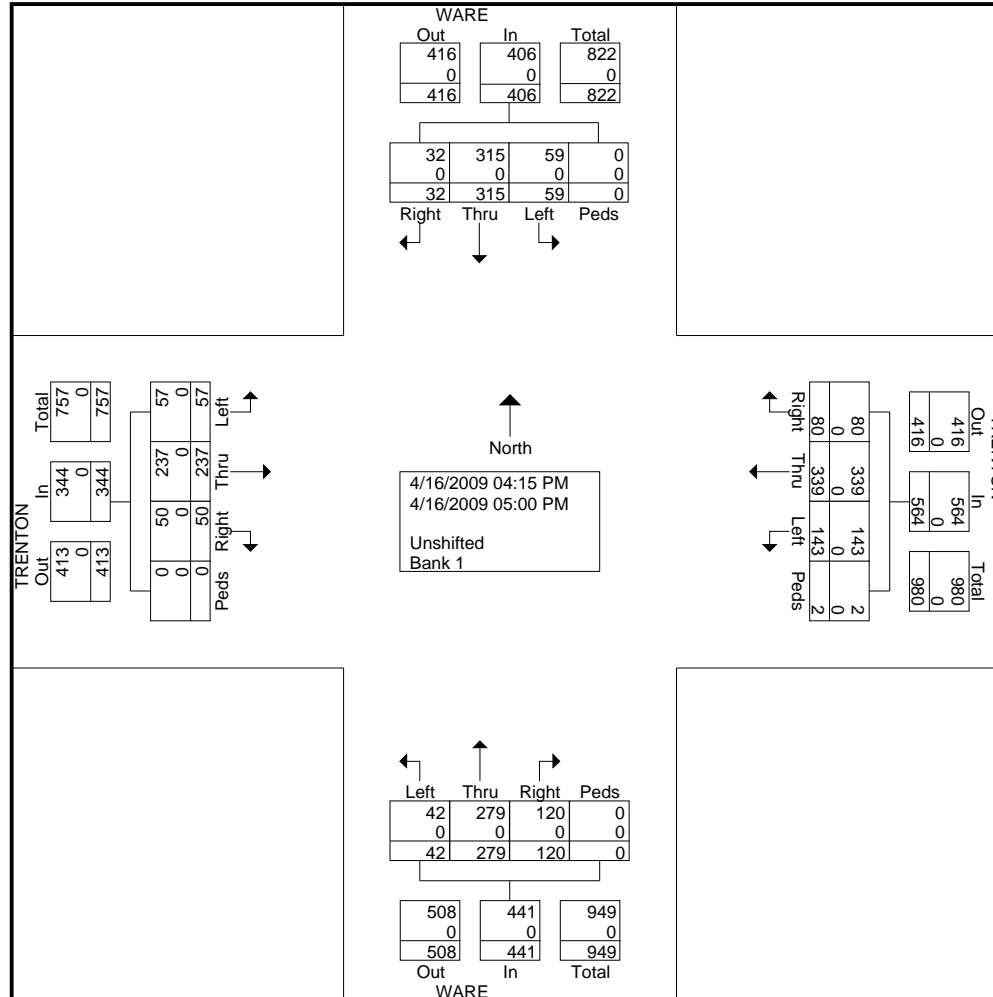 WARE
Out In Total
416 406 822
0 0 0
416 406 822
32 315 59 0
0 0 0 0
32 315 59 0
Right Thru Left Peds
TRENTON
Total In Out
757 344 413
0 0 0
757 344 413
57 237 50 0
0 0 0 0
57 237 50 0
Left Thru Right Peds
North
4/16/2009 04:15 PM
4/16/2009 05:00 PM
Unshifted
Bank 1
Right Thru Left Peds
80 339 143 2
0 0 0 0
80 339 143 2
416 564 980
0 0 0
416 564 980
Out In Total
Left Thru Right Peds
42 279 120 0
0 0 0 0
42 279 120 0
508 441 949
0 0 0
508 441 949
Out In Total
WARE